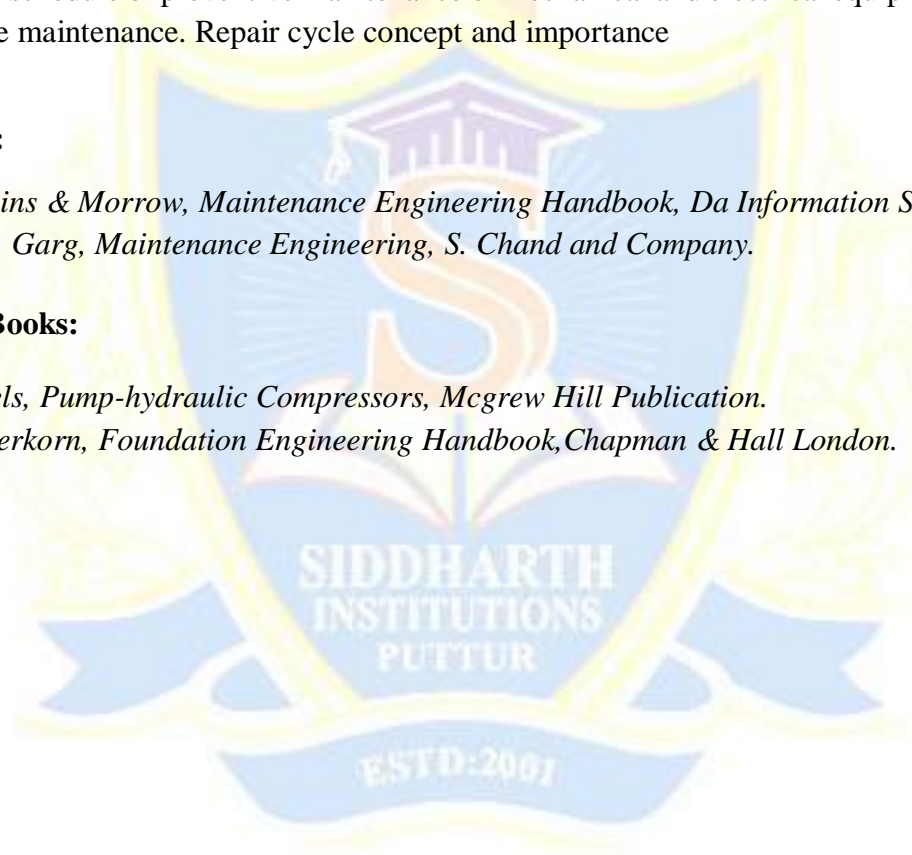 e maintenance. Repair cycle concept and importance
:
ins & Morrow, Maintenance Engineering Handbook, Da Information S
Garg, Maintenance Engineering, S. Chand and Company.
Books:
els, Pump-hydraulic Compressors, Mcgrew Hill Publication.
erkorn, Foundation Engineering Handbook,Chapman & Hall London.
S
SIDDHARTH
INSTITUTIONS
PUTTUR
ESTD:2001